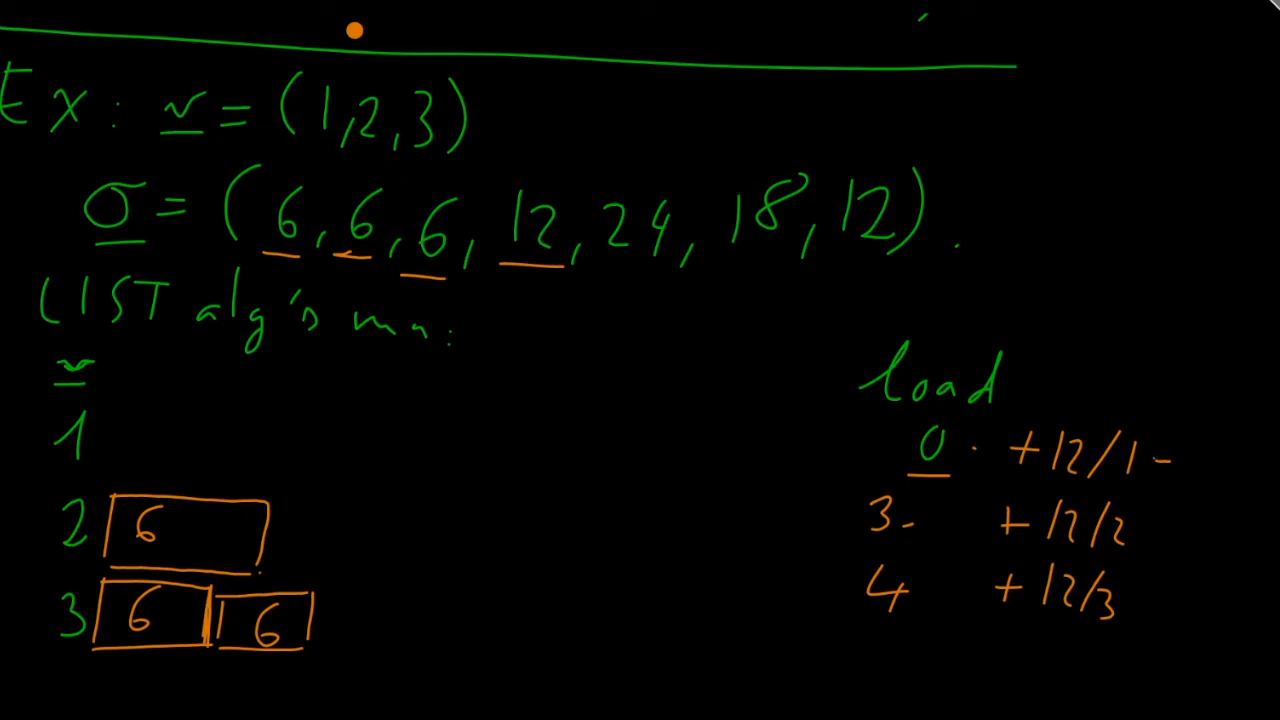 Ex: v = (1, 2, 3)
σ = (6, 6, 6, 12, 24, 18, 12).
LIST alg's run:
v load
1 0 +12/1 =
2 6 3 +12/2
3 6 6 4 +12/3